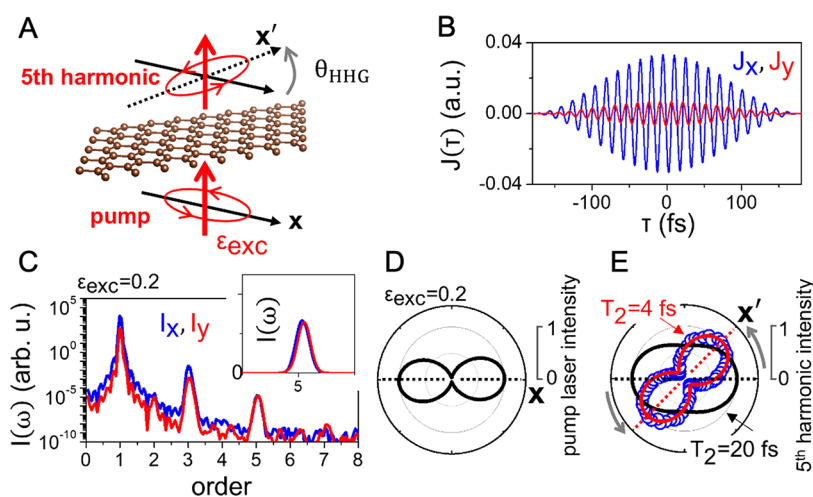 A
x′
5th harmonic
θHHG
pump
x
εexc
B
0.04
Jx, Jy
J(τ) (a.u.)
0.00
-0.04
-100 0 100
τ (fs)
C
εexc=0.2
10^5
Ix, Iy
10^0
10^-5
10^-10
I(ω) (arb. u.)
0 1 2 3 4 5 6 7 8
order
I(ω)
0
5
D
εexc=0.2
1
0
x
pump laser intensity
E
T2=4 fs
x′
1
0
T2=20 fs
5th harmonic intensity